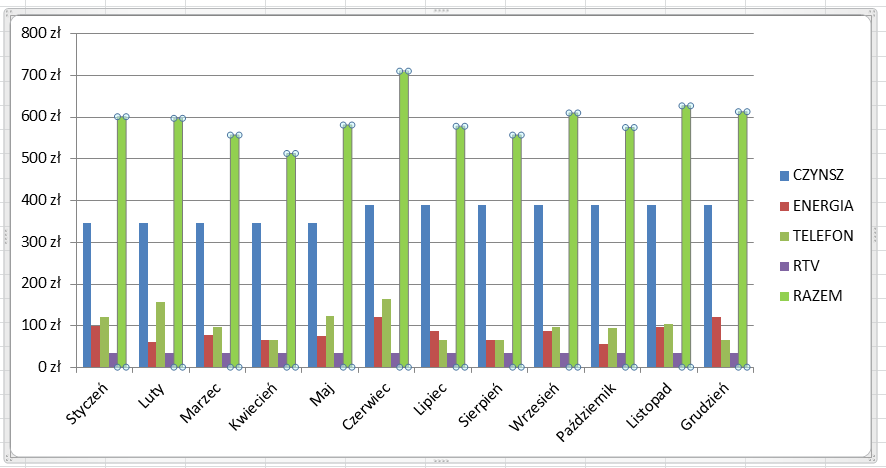 800 zł
700 zł
600 zł
500 zł
400 zł
300 zł
200 zł
100 zł
0 zł
Styczeń
Luty
Marzec
Kwiecień
Maj
Czerwiec
Lipiec
Sierpień
Wrzesień
Październik
Listopad
Grudzień
CZYNSZ
ENERGIA
TELEFON
RTV
RAZEM